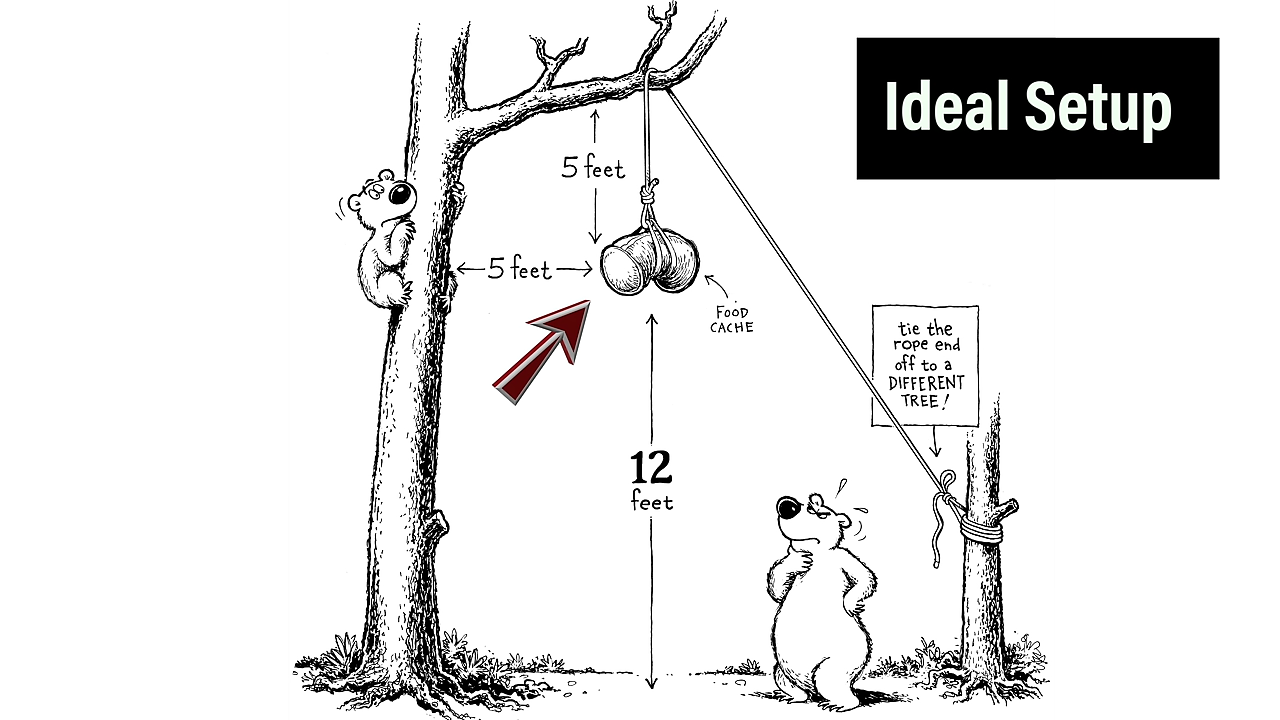 Ideal Setup
5 feet
5 feet
FOOD
CACHE
tie the
rope end
off to a
DIFFERENT
TREE!
12
feet